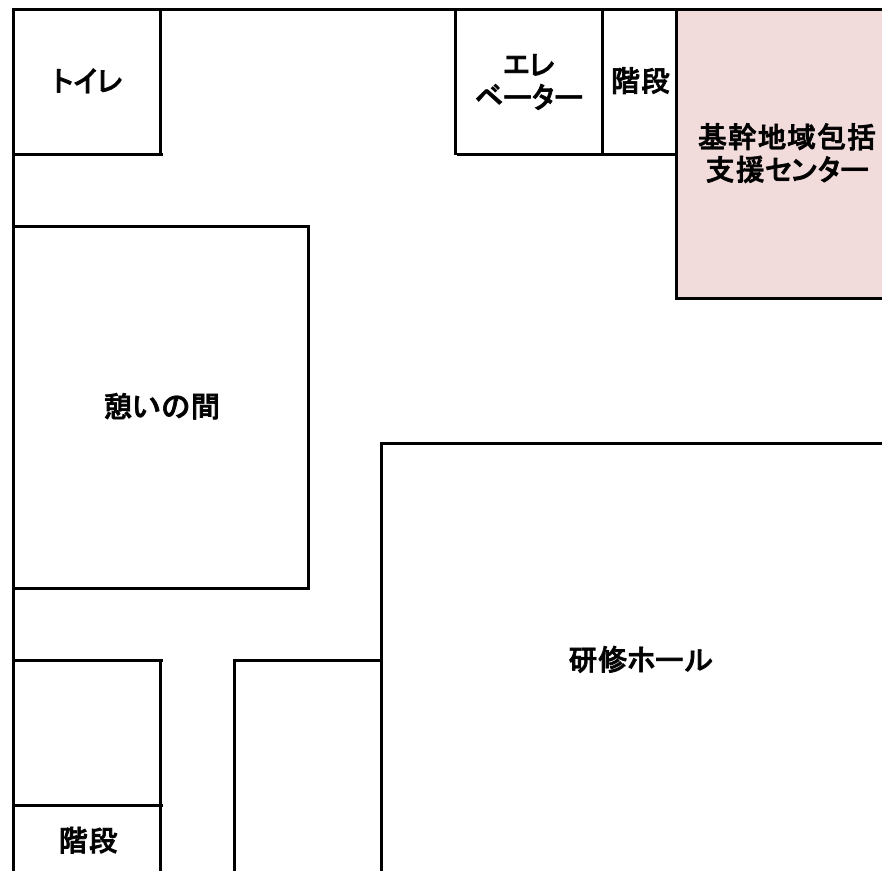 トイレ
エレ
ベーター
階段
基幹地域包括
支援センター
憩いの間
研修ホール
階段